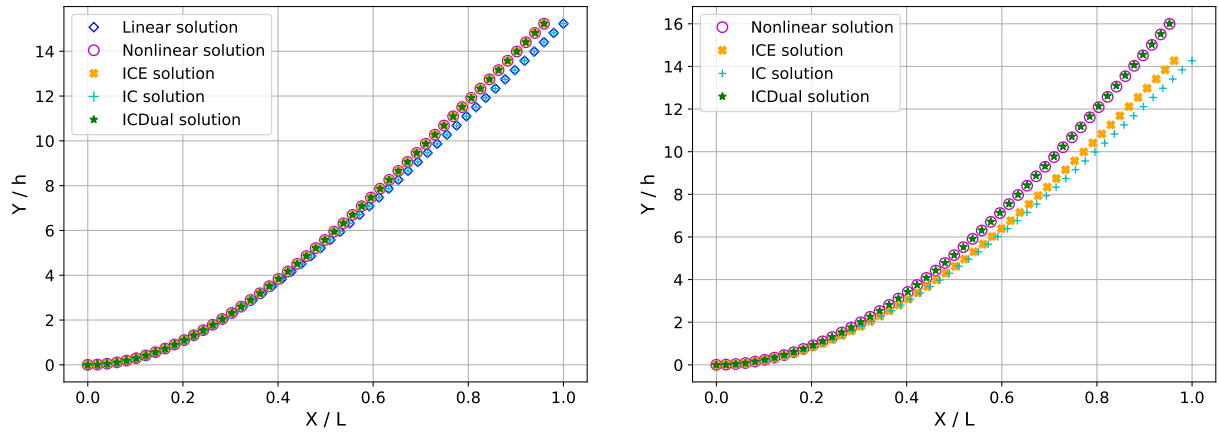 Linear solution
Nonlinear solution
ICE solution
IC solution
ICDual solution
14
12
10
8
6
4
2
0
Y / h
0.0 0.2 0.4 0.6 0.8 1.0
X / L
Nonlinear solution
ICE solution
IC solution
ICDual solution
16
14
12
10
8
6
4
2
0
Y / h
0.0 0.2 0.4 0.6 0.8 1.0
X / L